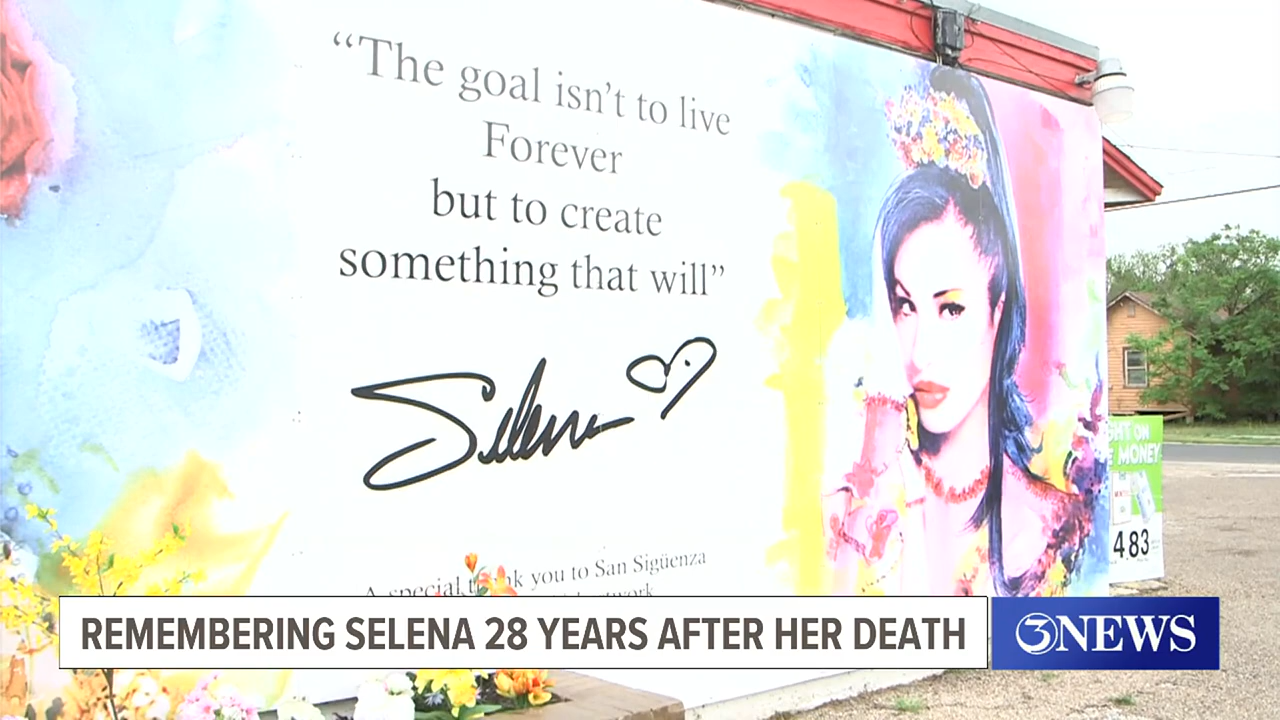 “The goal isn’t to live
Forever
but to create
something that will”
Selena
A special thank you to San Sigüenza
REMEMBERING SELENA 28 YEARS AFTER HER DEATH
3NEWS
MONEY
483